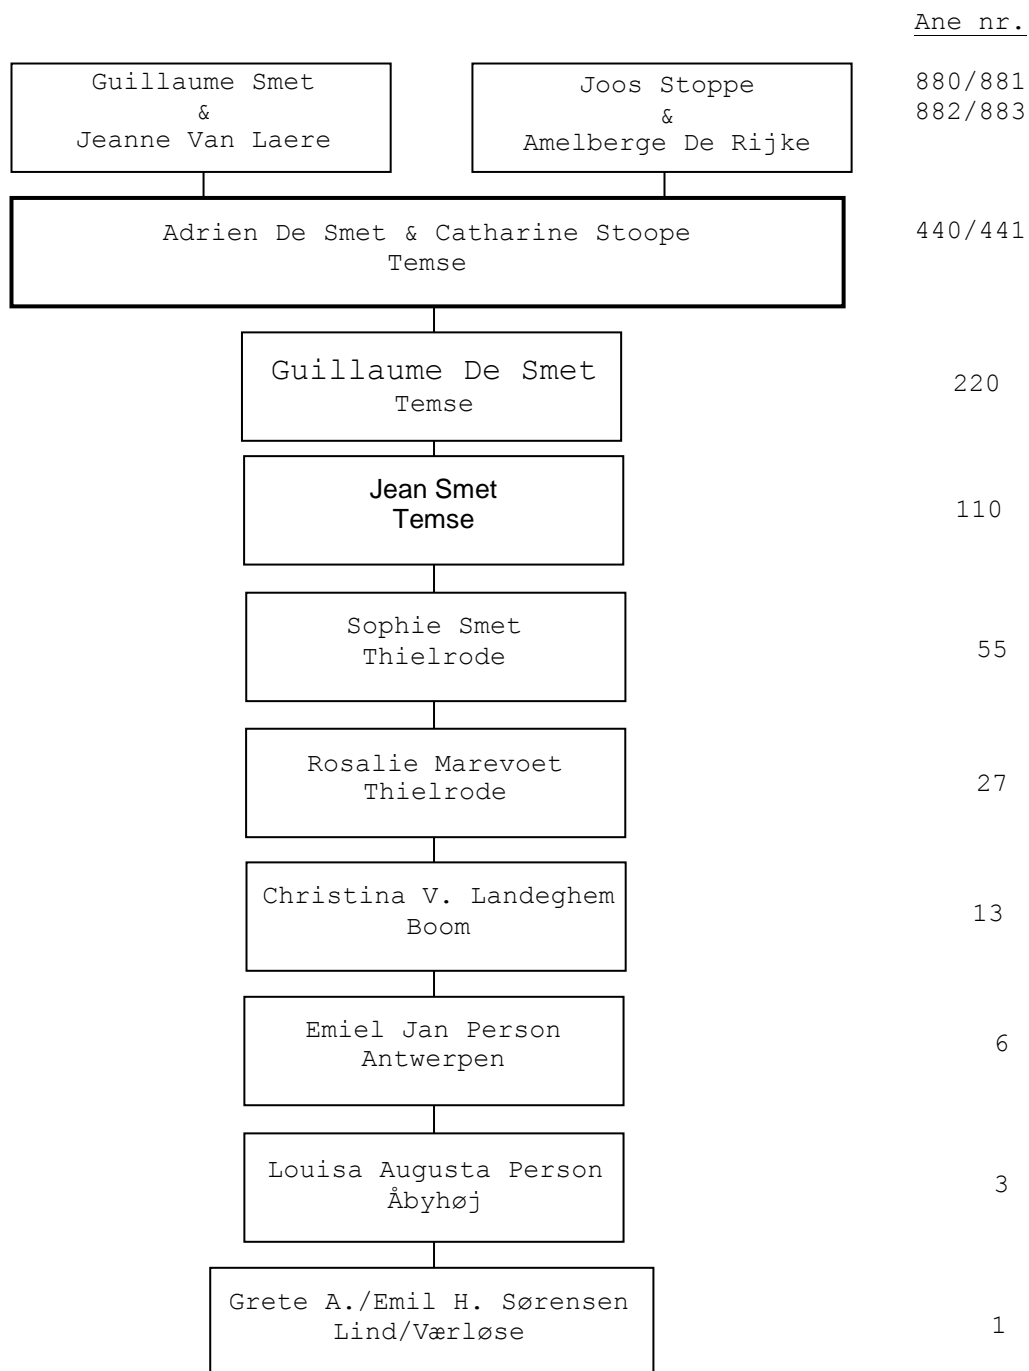 Ane nr.
Guillaume Smet
&
Jeanne Van Laere
Joos Stoppe
&
Amelberge De Rijke
880/881
882/883
Adrien De Smet & Catharine Stoope
Temse
440/441
Guillaume De Smet
Temse
220
Jean Smet
Temse
110
Sophie Smet
Thielrode
55
Rosalie Marevoet
Thielrode
27
Christina V. Landeghem
Boom
13
Emiel Jan Person
Antwerpen
6
Louisa Augusta Person
Åbyhøj
3
Grete A./Emil H. Sørensen
Lind/Værløse
1